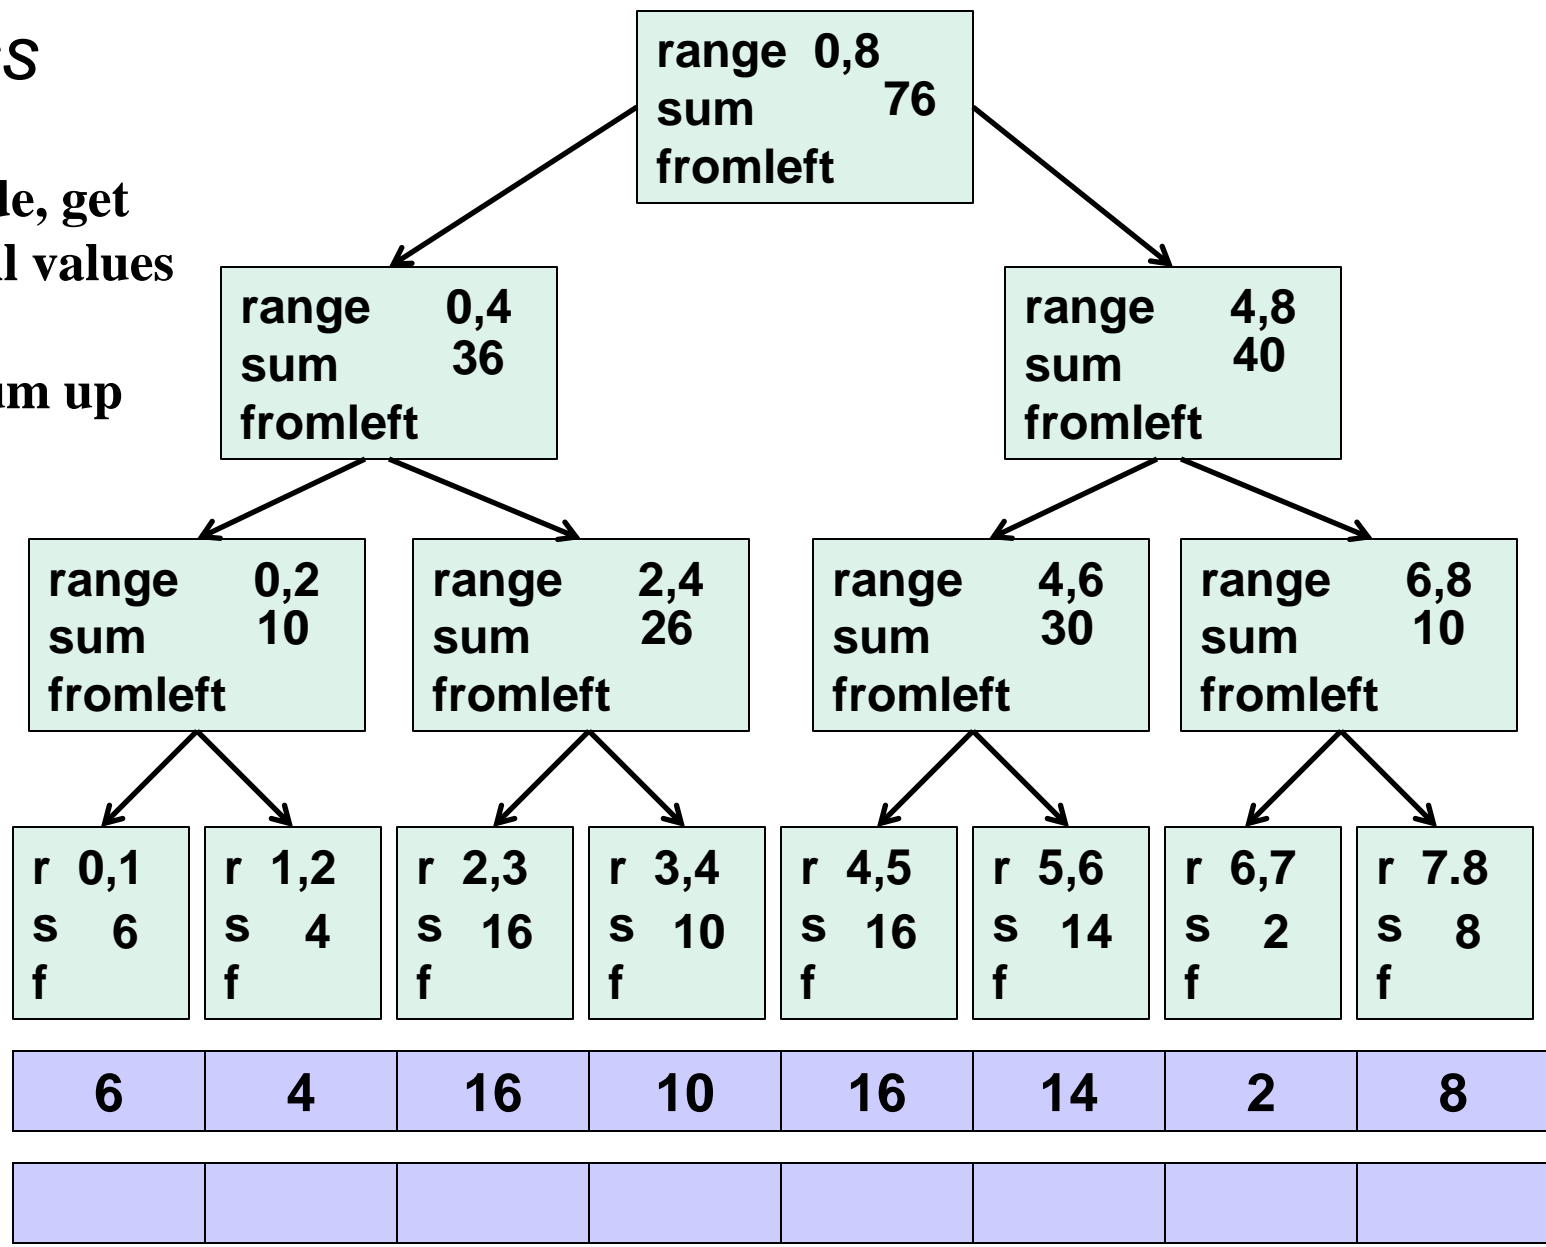 range 0,8
sum 76
fromleft
get
values
up
range 0,4
sum 36
fromleft
range 4,8
sum 40
fromleft
range 0,2
sum 10
fromleft
range 2,4
sum 26
fromleft
range 4,6
sum 30
fromleft
range 6,8
sum 10
fromleft
r 0,1
s 6
f
r 1,2
s 4
f
r 2,3
s 16
f
r 3,4
s 10
f
r 4,5
s 16
f
r 5,6
s 14
f
r 6,7
s 2
f
r 7.8
s 8
f
6 4 16 10 16 14 2 8